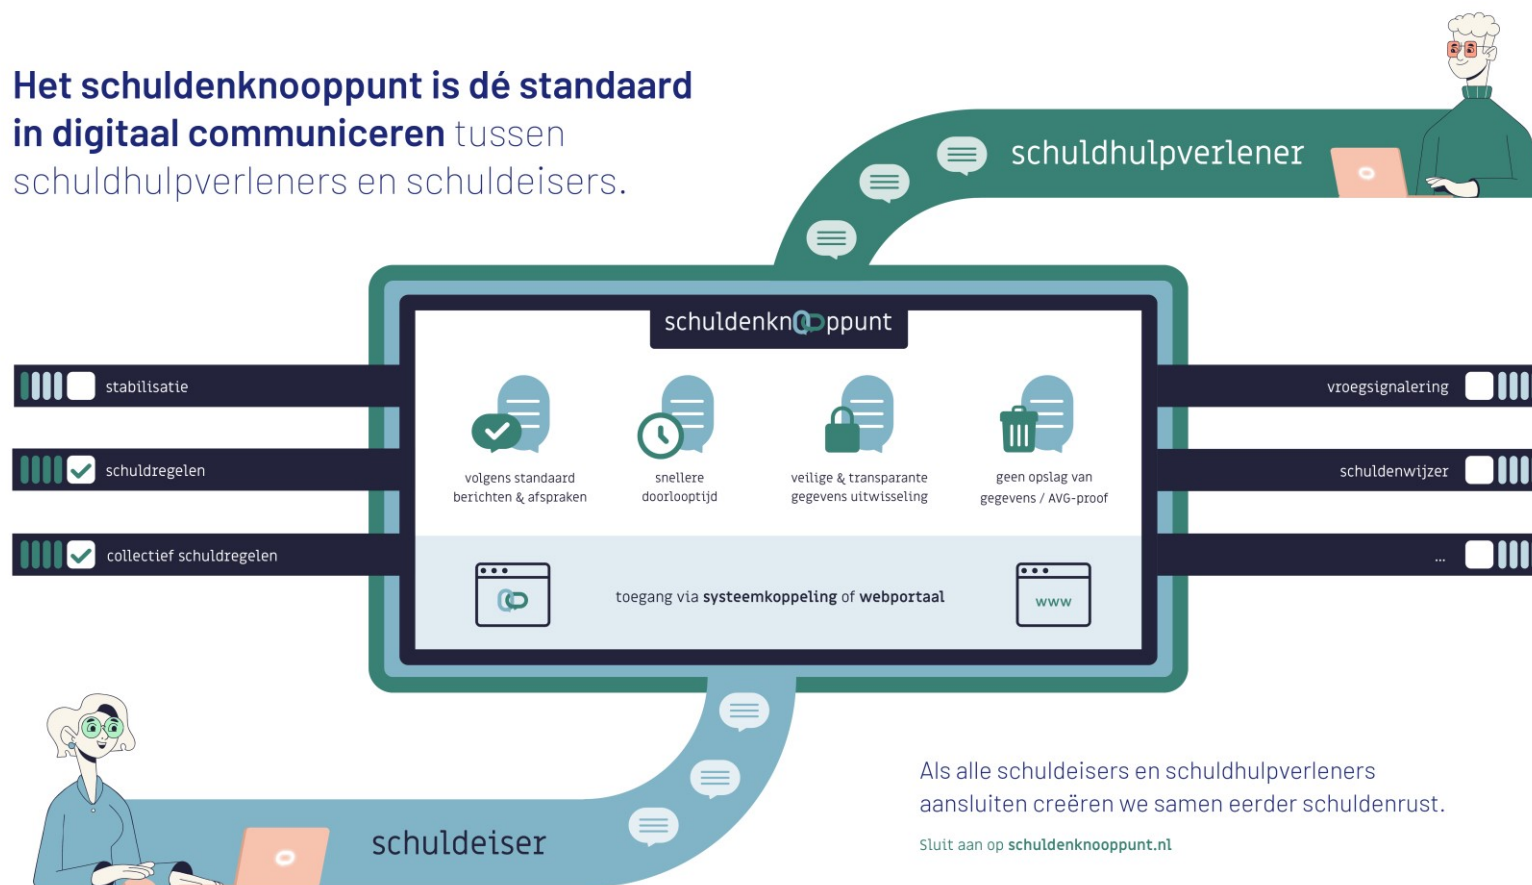 Het schuldenknooppunt is dé standaard
in digitaal communiceren tussen
schuldhulpverleners en schuldeisers.
schuldhulpverlener
schuldenknooppunt
stabilisatie
schuldregelen
collectief schuldregelen
volgens standaard
berichten & afspraken
snellere
doorlooptijd
veilige & transparante
gegevens uitwisseling
geen opslag van
gegevens / AVG-proof
toegang via systeemkoppeling of webportaal
www
vroegsignalering
schuldenwijzer
...
schuldeiser
Als alle schuldeisers en schuldhulpverleners
aansluiten creëren we samen eerder schuldenrust.
Sluit aan op schuldenknooppunt.nl